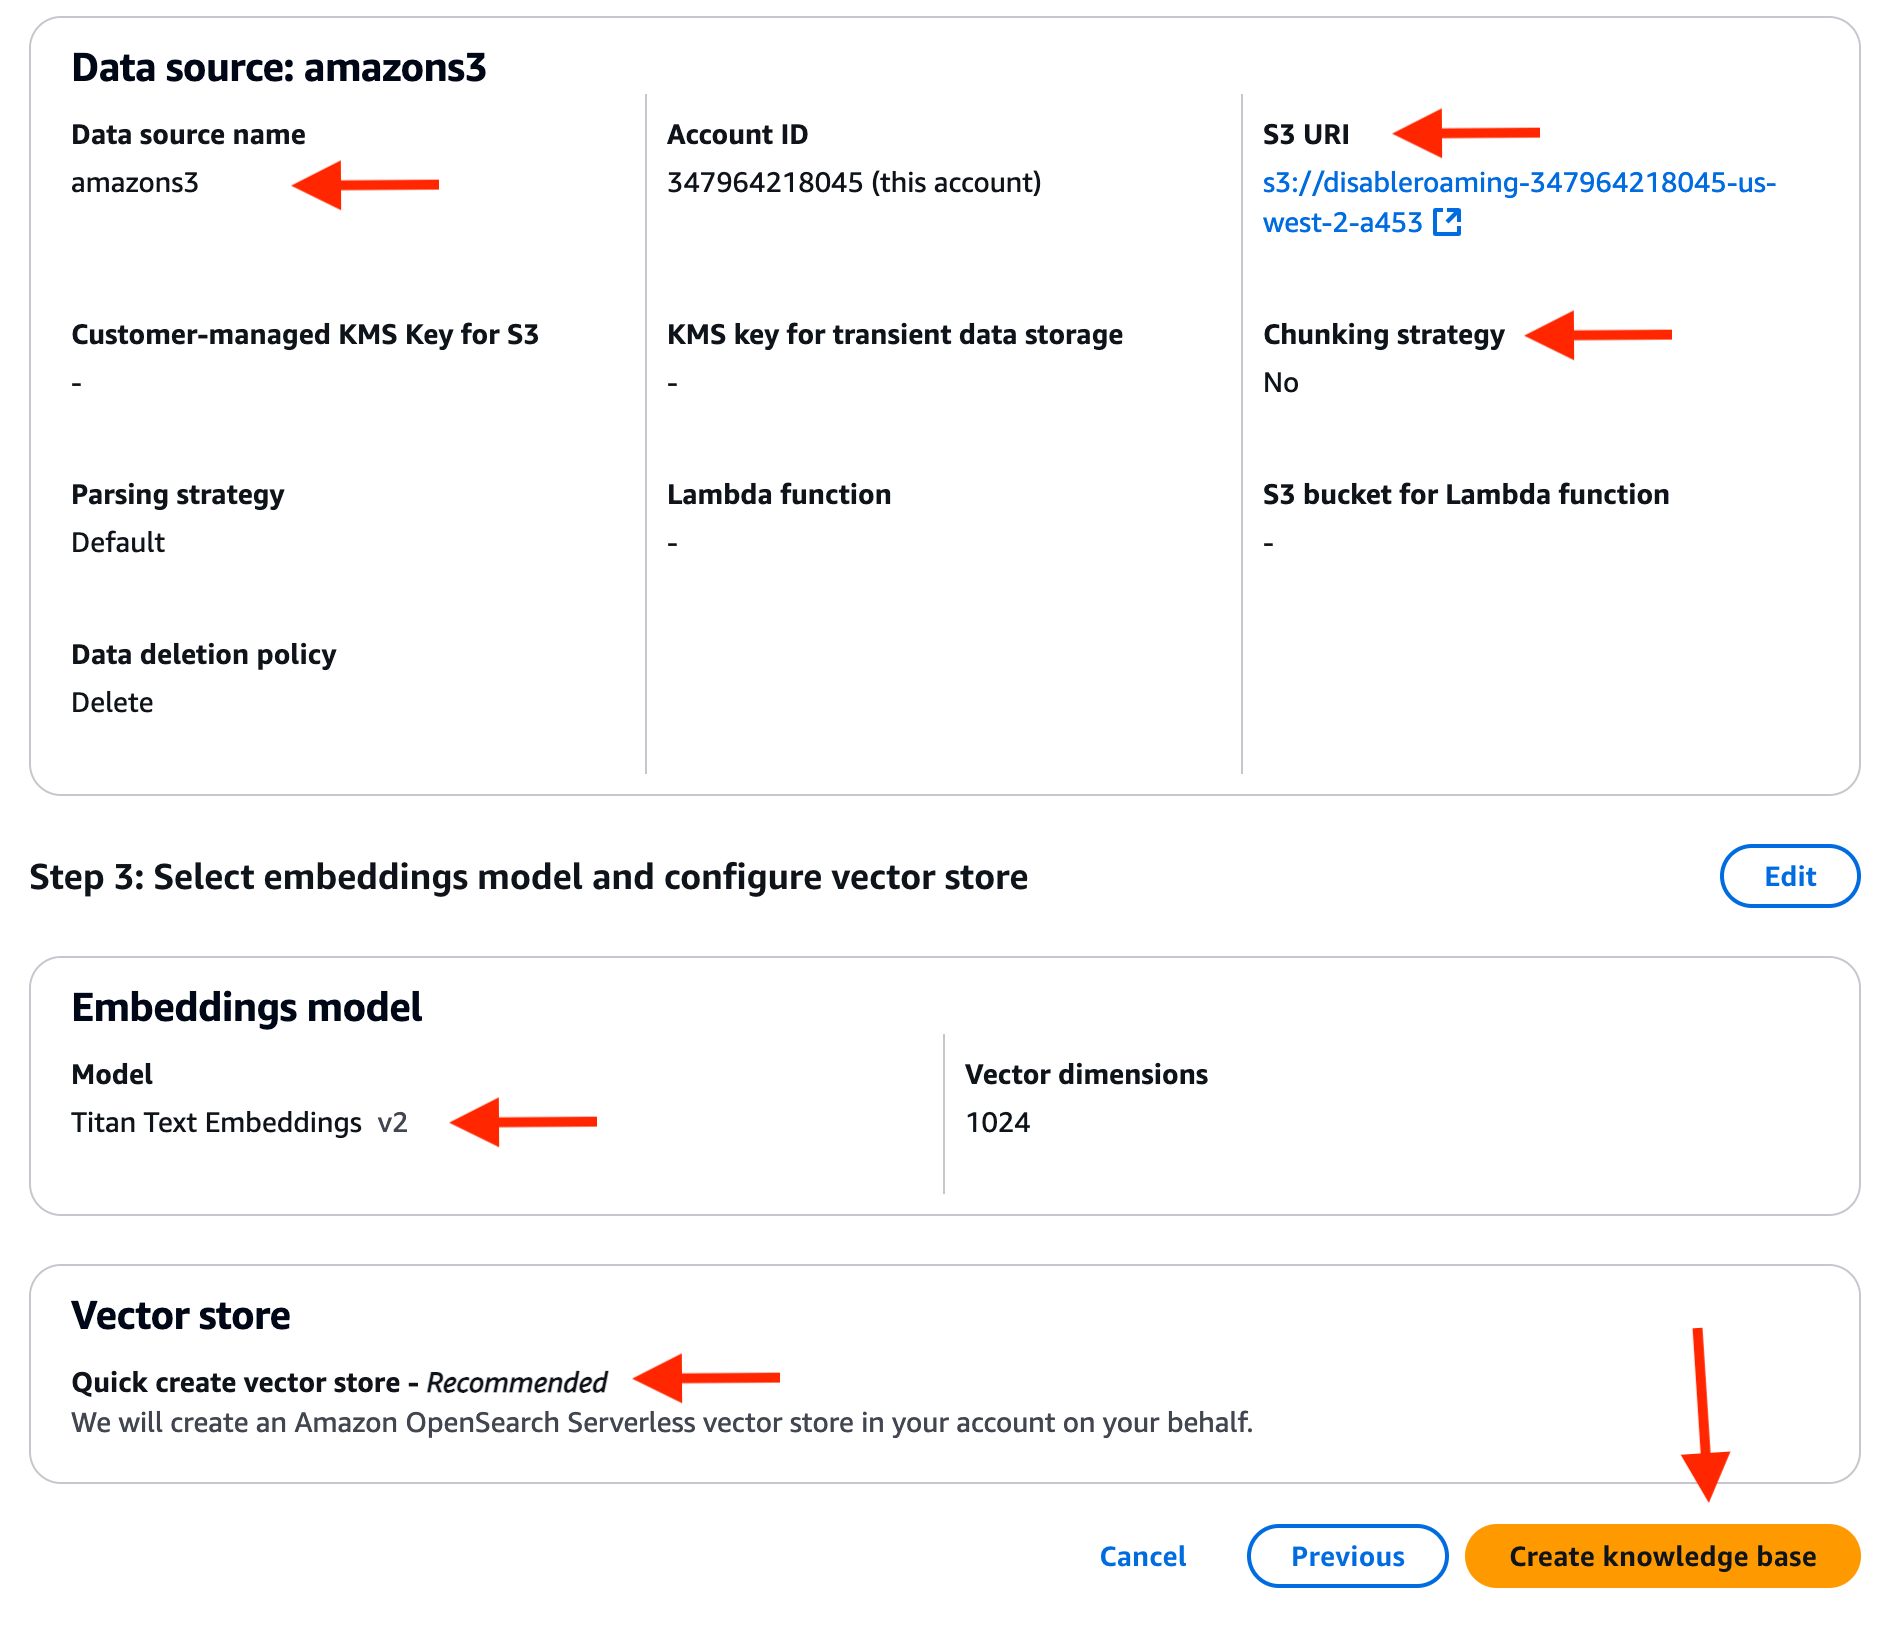 Data source: amazons3
Data source name
amazons3
Account ID
347964218045 (this account)
S3 URI
s3://disableroaming-347964218045-us-
west-2-a453
Customer-managed KMS Key for S3
-
KMS key for transient data storage
-
Chunking strategy
No
Parsing strategy
Default
Lambda function
-
S3 bucket for Lambda function
-
Data deletion policy
Delete
Step 3: Select embeddings model and configure vector store
Edit
Embeddings model
Model
Titan Text Embeddings v2
Vector dimensions
1024
Vector store
Quick create vector store - Recommended
We will create an Amazon OpenSearch Serverless vector store in your account on your behalf.
Cancel
Previous
Create knowledge base